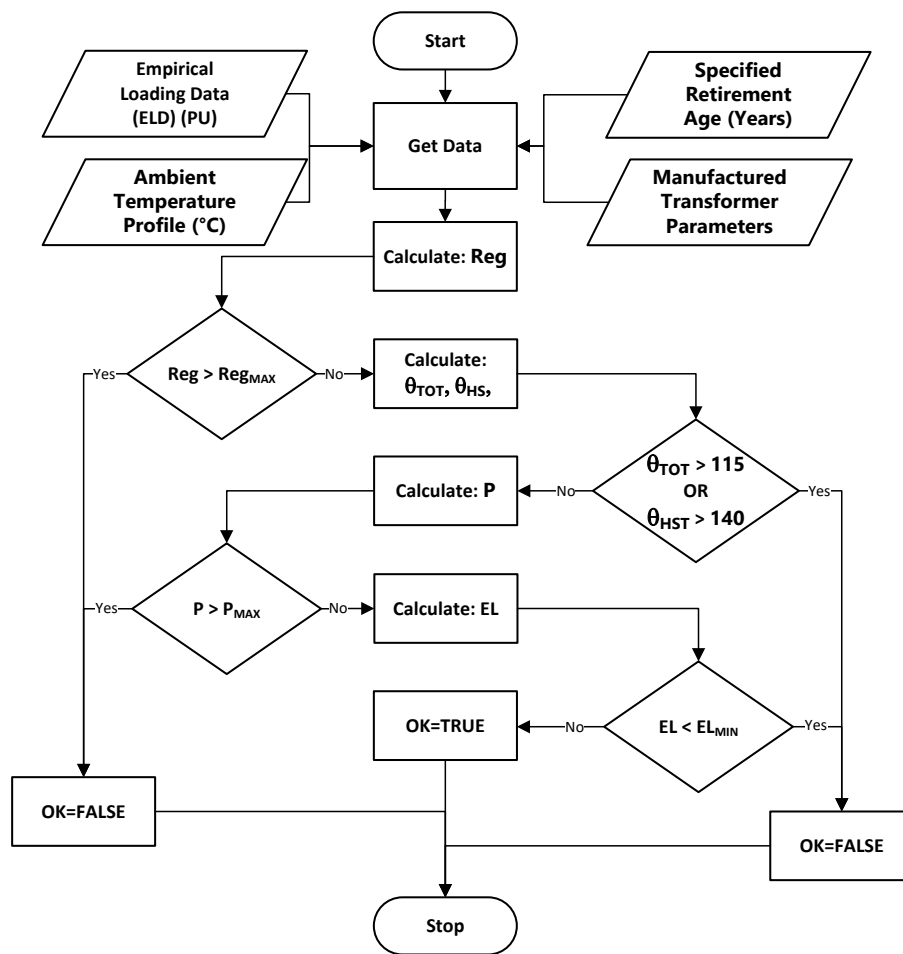 Start
Empirical
Loading Data
(ELD) (PU)
Specified
Retirement
Age (Years)
Get Data
Ambient
Temperature
Profile (°C)
Manufactured
Transformer
Parameters
Calculate: Reg
Yes
Reg > RegMAX
No
Calculate:
θTOT, θHS,
θTOT > 115
OR
θHST > 140
Yes
No
Calculate: P
Yes
P > PMAX
No
Calculate: EL
EL < ELMIN
Yes
No
OK=TRUE
OK=FALSE
OK=FALSE
Stop